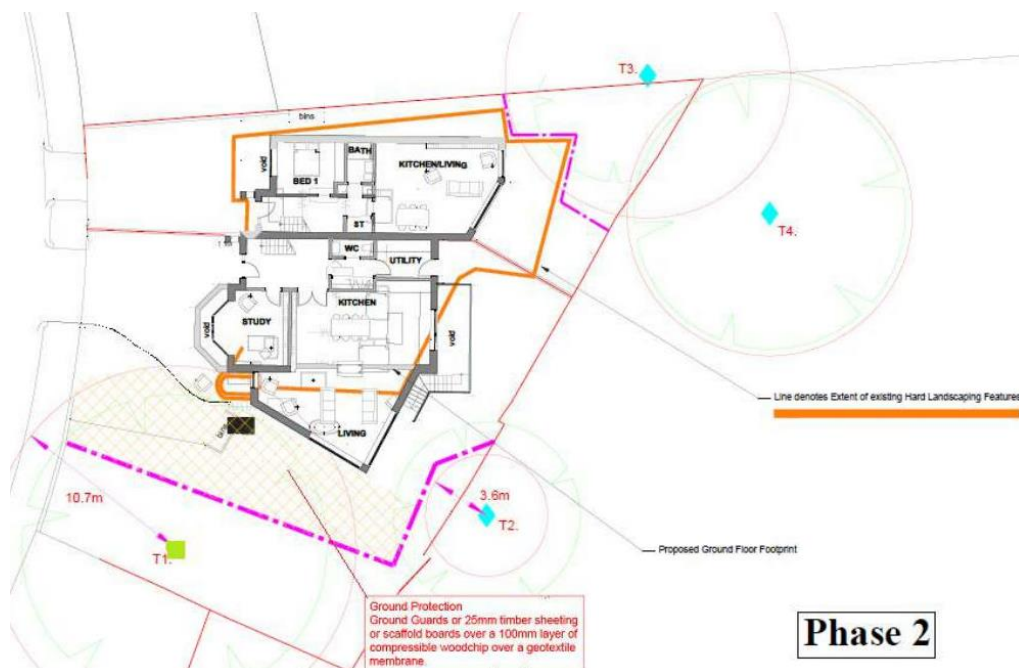 T3.
bins
BATH
void
BED 1
KITCHEN/LIVING
ST
T4.
WC
UTILITY
KITCHEN
void
STUDY
void
Line denotes Extent of existing Hard Landscaping Features
LIVING
bins
10.7m
3.6m
T2.
T1.
Proposed Ground Floor Footprint
Ground Protection
Ground Guards or 25mm timber sheeting
or scaffold boards over a 100mm layer of
compressible woodchip over a geotextile
membrane.
Phase 2